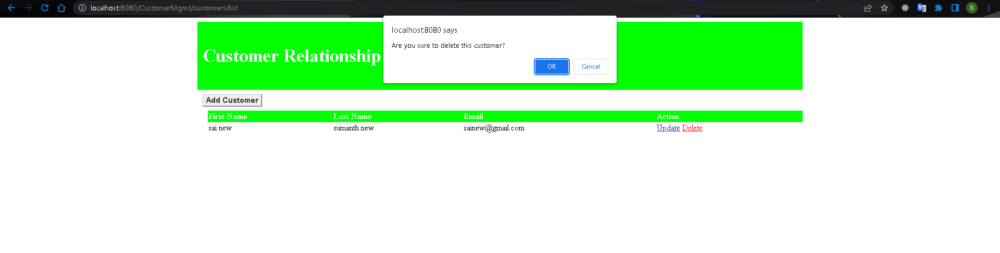 localhost:8080/CustomerMgmt/customers/list
S
localhost:8080 says
Are you sure to delete this customer?
OK Cancel
Customer Relationship
Add Customer
First Name Last Name Email Action
sai new sumanth new sainew@gmail.com Update Delete